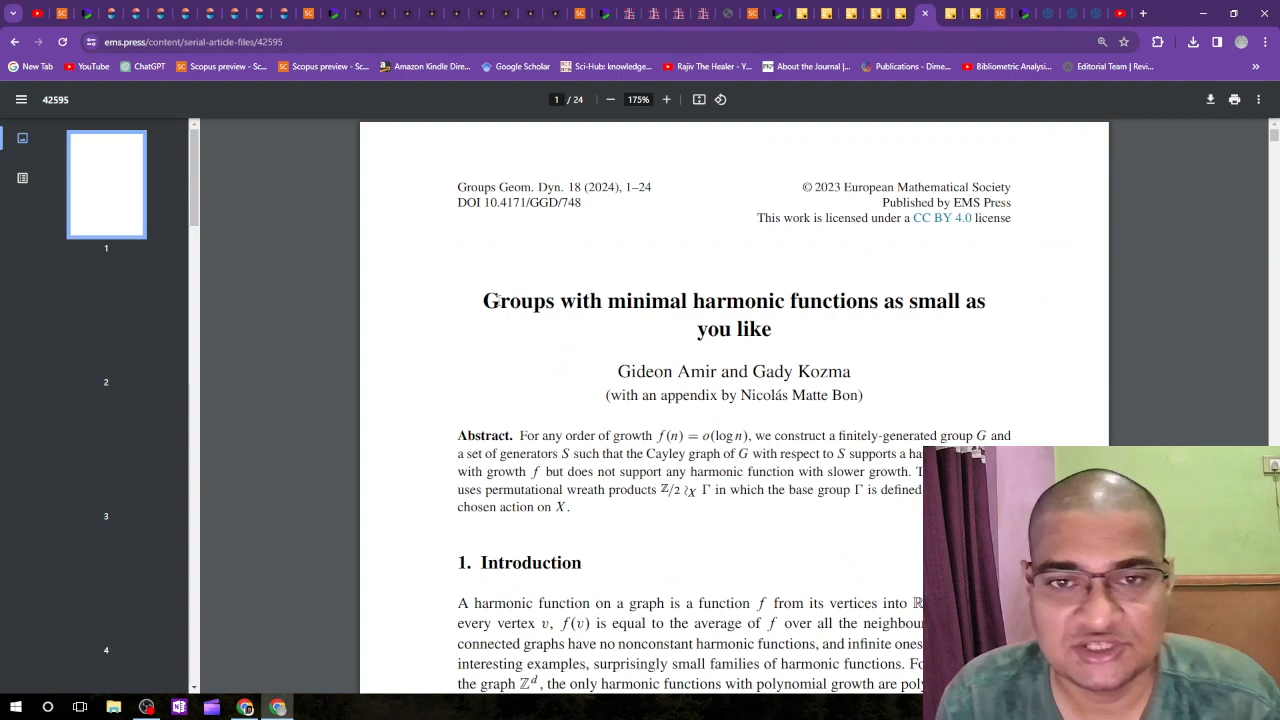 SC SC SC SC SC
ems.press/content/serial-article-files/42595
New Tab YouTube ChatGPT SC Scopus preview - Sc... SC Scopus preview - Sc... Amazon Kindle Dire... Google Scholar Sci-Hub: knowledge... Rajiv The Healer - Y... PKS About the Journal |... Publications - Dime... Bibliometric Analysi... Editorial Team | Revi... »
42595 1 / 24 175%
1
2
3
4
Groups Geom. Dyn. 18 (2024), 1–24 © 2023 European Mathematical Society
DOI 10.4171/GGD/748 Published by EMS Press
This work is licensed under a CC BY 4.0 license
Groups with minimal harmonic functions as small as
you like
Gideon Amir and Gady Kozma
(with an appendix by Nicolás Matte Bon)
Abstract. For any order of growth f(n) = o(log n), we construct a finitely-generated group G and
a set of generators S such that the Cayley graph of G with respect to S supports a ha
with growth f but does not support any harmonic function with slower growth. T
uses permutational wreath products ℤ/2 ≀X Γ in which the base group Γ is defined
chosen action on X.
1. Introduction
A harmonic function on a graph is a function f from its vertices into ℝ
every vertex v, f(v) is equal to the average of f over all the neighbour
connected graphs have no nonconstant harmonic functions, and infinite ones
interesting examples, surprisingly small families of harmonic functions. Fo
the graph ℤd, the only harmonic functions with polynomial growth are poly